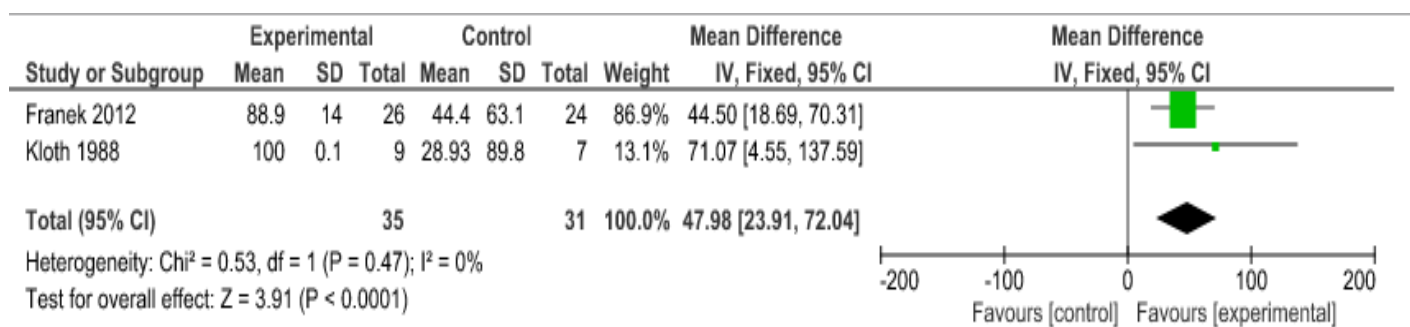 Experimental Control Mean Difference Mean Difference
Study or Subgroup Mean SD Total Mean SD Total Weight IV, Fixed, 95% CI IV, Fixed, 95% CI
Franek 2012 88.9 14 26 44.4 63.1 24 86.9% 44.50 [18.69, 70.31]
Kloth 1988 100 0.1 9 28.93 89.8 7 13.1% 71.07 [4.55, 137.59]
Total (95% CI) 35 31 100.0% 47.98 [23.91, 72.04]
Heterogeneity: Chi² = 0.53, df = 1 (P = 0.47); I² = 0%
Test for overall effect: Z = 3.91 (P < 0.0001)
-200 -100 0 100 200
Favours [control] Favours [experimental]